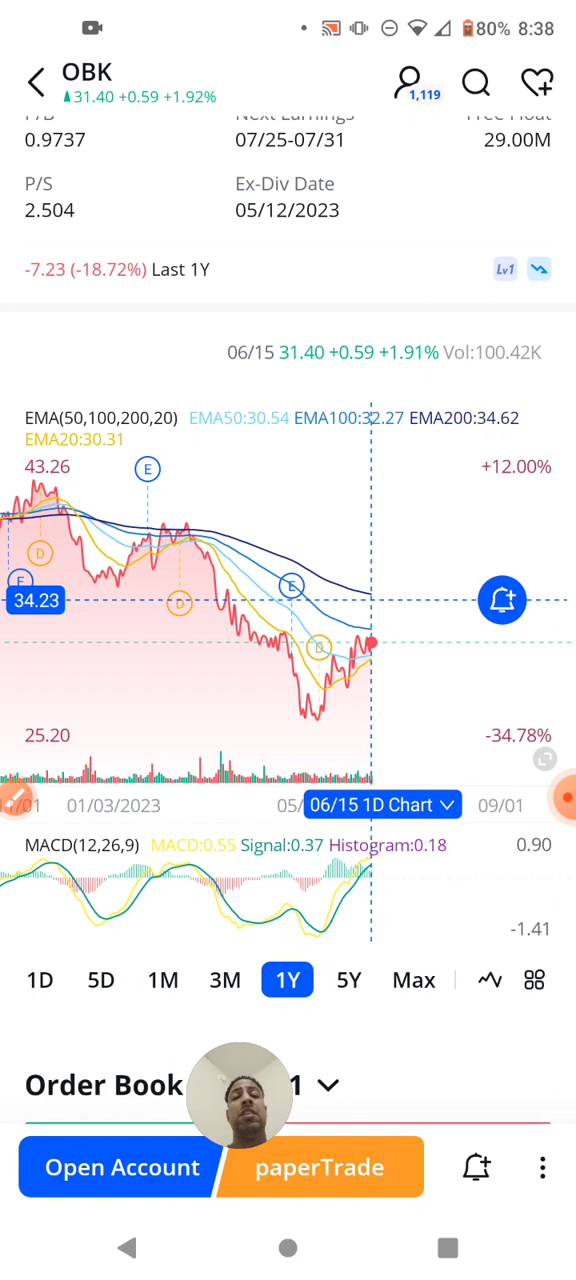 80% 8:38
OBK
31.40 +0.59 +1.92%
1,119
Next Earnings
0.9737 07/25-07/31 29.00M
P/S Ex-Div Date
2.504 05/12/2023
-7.23 (-18.72%) Last 1Y Lv1
06/15 31.40 +0.59 +1.91% Vol:100.42K
EMA(50,100,200,20) EMA50:30.54 EMA100:32.27 EMA200:34.62
EMA20:30.31
43.26 E +12.00%
D
E E
34.23 D
D
25.20 -34.78%
/01 01/03/2023 05/ 06/15 1D Chart 09/01
MACD(12,26,9) MACD:0.55 Signal:0.37 Histogram:0.18 0.90
-1.41
1D 5D 1M 3M 1Y 5Y Max
Order Book 1
Open Account paperTrade